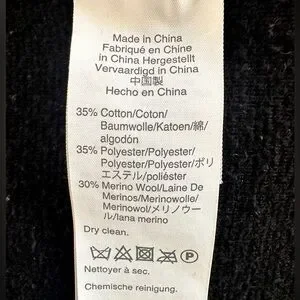 Made in China
Fabriqué en Chine
in China Hergestellt
Vervaardigd in China
中国製
Hecho en China
35% Cotton/Coton/
Baumwolle/Katoen/綿/
algodón
35% Polyester/Polyester/
Polyester/Polyester/ポリ
エステル/poliéster
30% Merino Wool/Laine De
Merinos/Merinowolle/
Merinowol/メリノウー
ル/lana merino
Dry clean.
P
Nettoyer à sec.
Chemische reinigung.